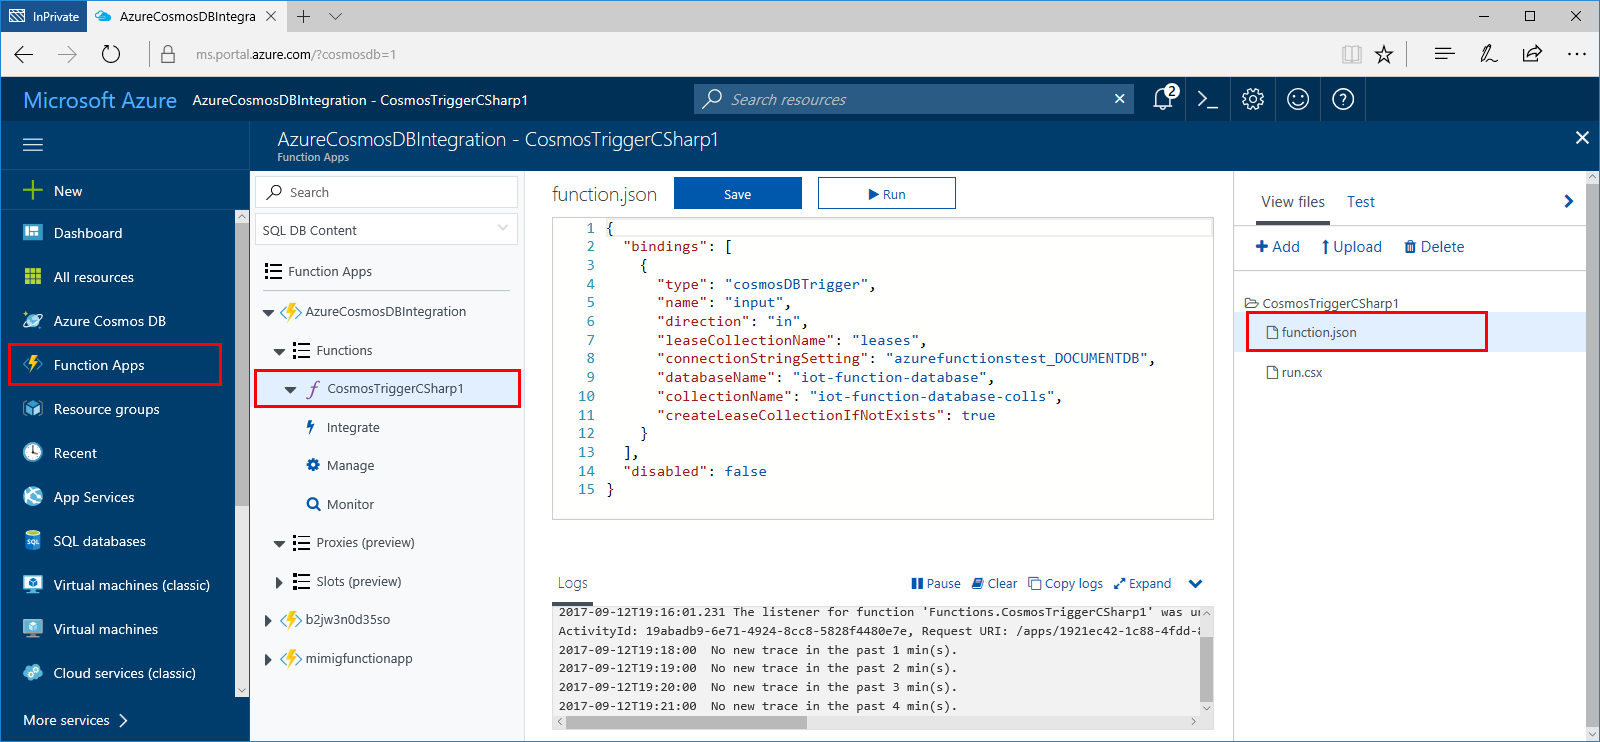 InPrivate
AzureCosmosDBIntegra
ms.portal.azure.com/?cosmosdb=1
Microsoft Azure
AzureCosmosDBIntegration - CosmosTriggerCSharp1
Search resources
2
AzureCosmosDBIntegration - CosmosTriggerCSharp1
Function Apps
New
Dashboard
All resources
Azure Cosmos DB
Function Apps
Resource groups
Recent
App Services
SQL
SQL databases
Virtual machines (classic)
Virtual machines
Cloud services (classic)
More services
Search
SQL DB Content
Function Apps
AzureCosmosDBIntegration
Functions
CosmosTriggerCSharp1
Integrate
Manage
Monitor
Proxies (preview)
Slots (preview)
b2jw3n0d35so
mimigfunctionapp
function.json
Save
Run
1 {
2 "bindings": [
3 {
4 "type": "cosmosDBTrigger",
5 "name": "input",
6 "direction": "in",
7 "leaseCollectionName": "leases",
8 "connectionStringSetting": "azurefunctionstest_DOCUMENTDB",
9 "databaseName": "iot-function-database",
10 "collectionName": "iot-function-database-colls",
11 "createLeaseCollectionIfNotExists": true
12 }
13 ],
14 "disabled": false
15 }
Logs
Pause
Clear
Copy logs
Expand
2017-09-12T19:16:01.231 The listener for function 'Functions.CosmosTriggerCSharp1' was un
ActivityId: 19abadb9-6e71-4924-8cc8-5828f4480e7e, Request URI: /apps/1921ec42-1c88-4fdd-8
2017-09-12T19:18:00 No new trace in the past 1 min(s).
2017-09-12T19:19:00 No new trace in the past 2 min(s).
2017-09-12T19:20:00 No new trace in the past 3 min(s).
2017-09-12T19:21:00 No new trace in the past 4 min(s).
View files
Test
Add
Upload
Delete
CosmosTriggerCSharp1
function.json
run.csx